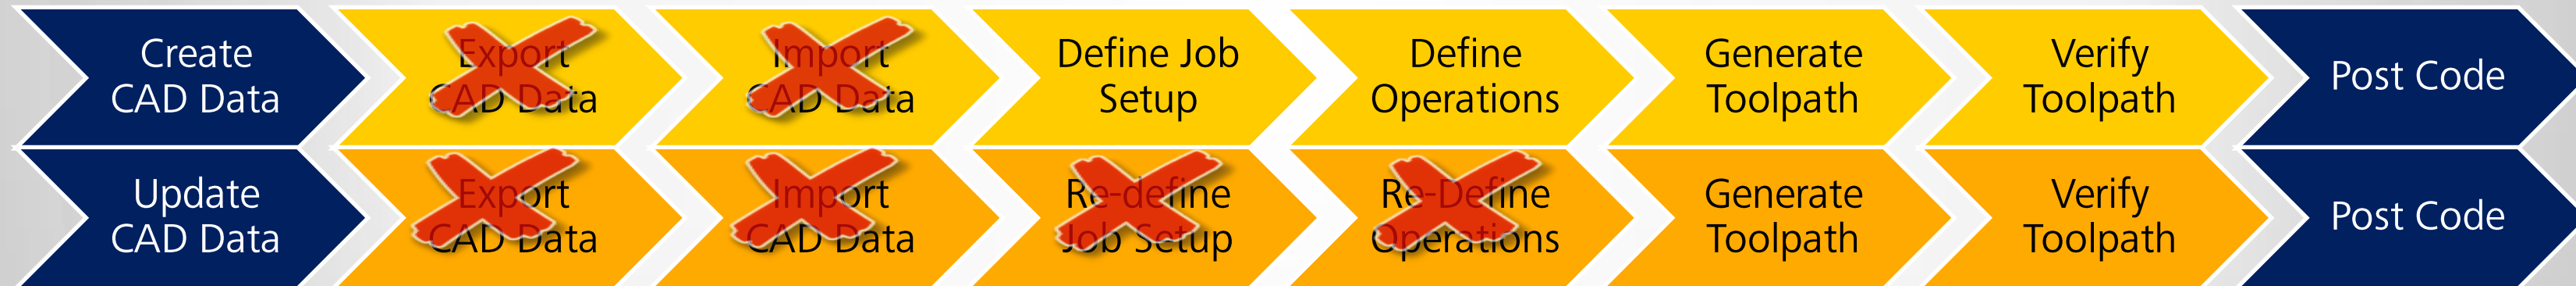 Create
CAD Data
Export
CAD Data
Import
CAD Data
Define Job
Setup
Define
Operations
Generate
Toolpath
Verify
Toolpath
Post Code
Update
CAD Data
Export
CAD Data
Import
CAD Data
Re-define
Job Setup
Re-Define
Operations
Generate
Toolpath
Verify
Toolpath
Post Code